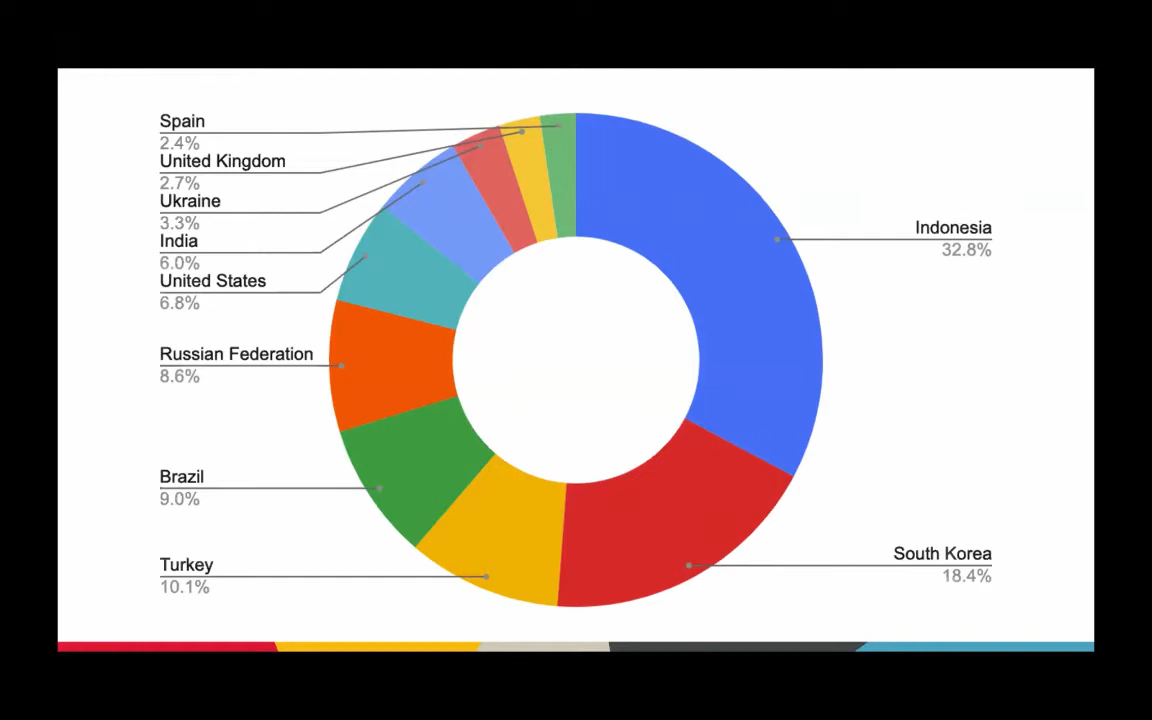 Spain
2.4%
United Kingdom
2.7%
Ukraine
3.3%
India
6.0%
United States
6.8%
Russian Federation
8.6%
Brazil
9.0%
Turkey
10.1%
Indonesia
32.8%
South Korea
18.4%